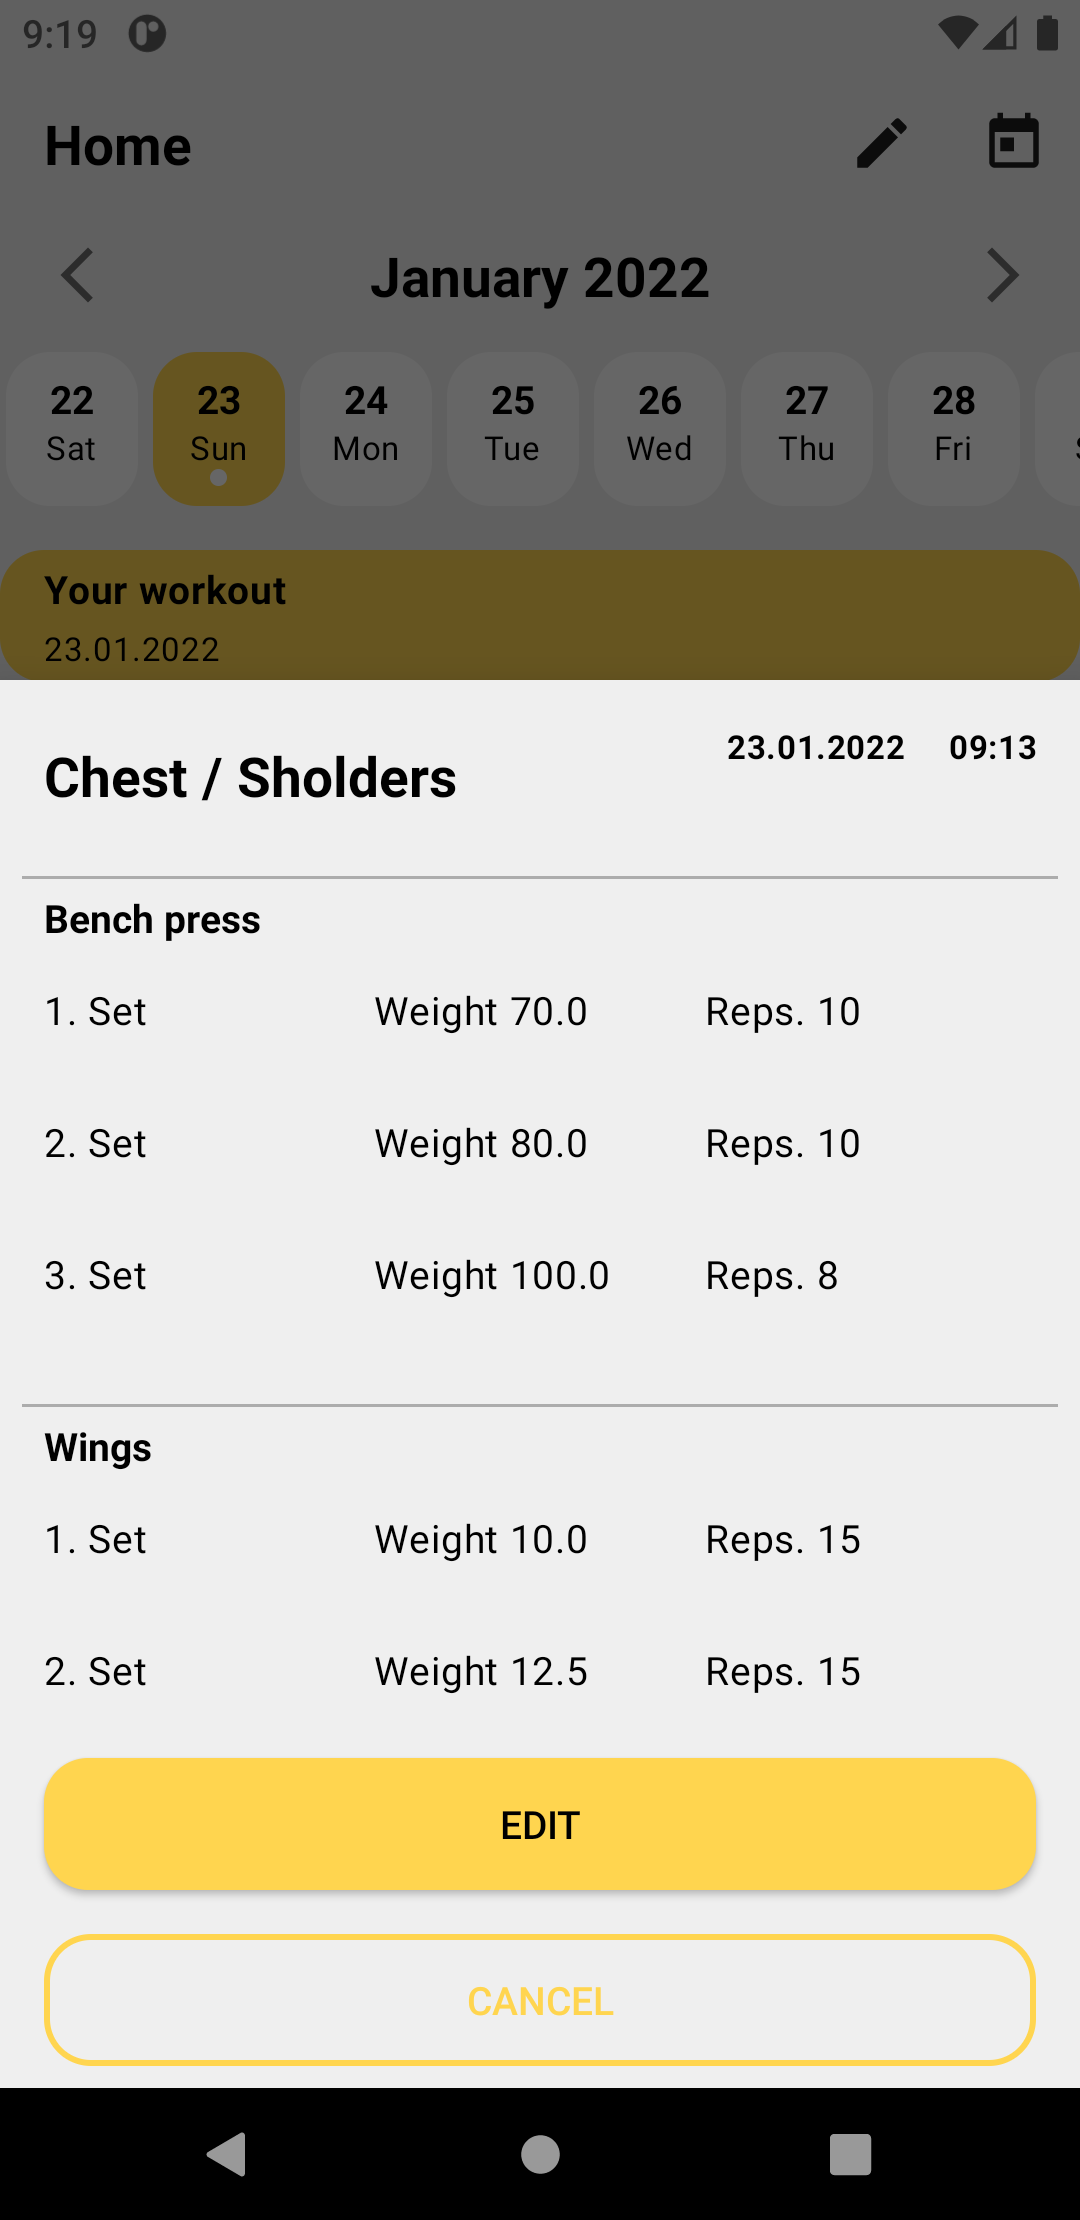 9:19
Home
January 2022
22 23 24 25 26 27 28
Sat Sun Mon Tue Wed Thu Fri
Your workout
23.01.2022
23.01.2022 09:13
Chest / Sholders
Bench press
1. Set Weight 70.0 Reps. 10
2. Set Weight 80.0 Reps. 10
3. Set Weight 100.0 Reps. 8
Wings
1. Set Weight 10.0 Reps. 15
2. Set Weight 12.5 Reps. 15
EDIT
CANCEL